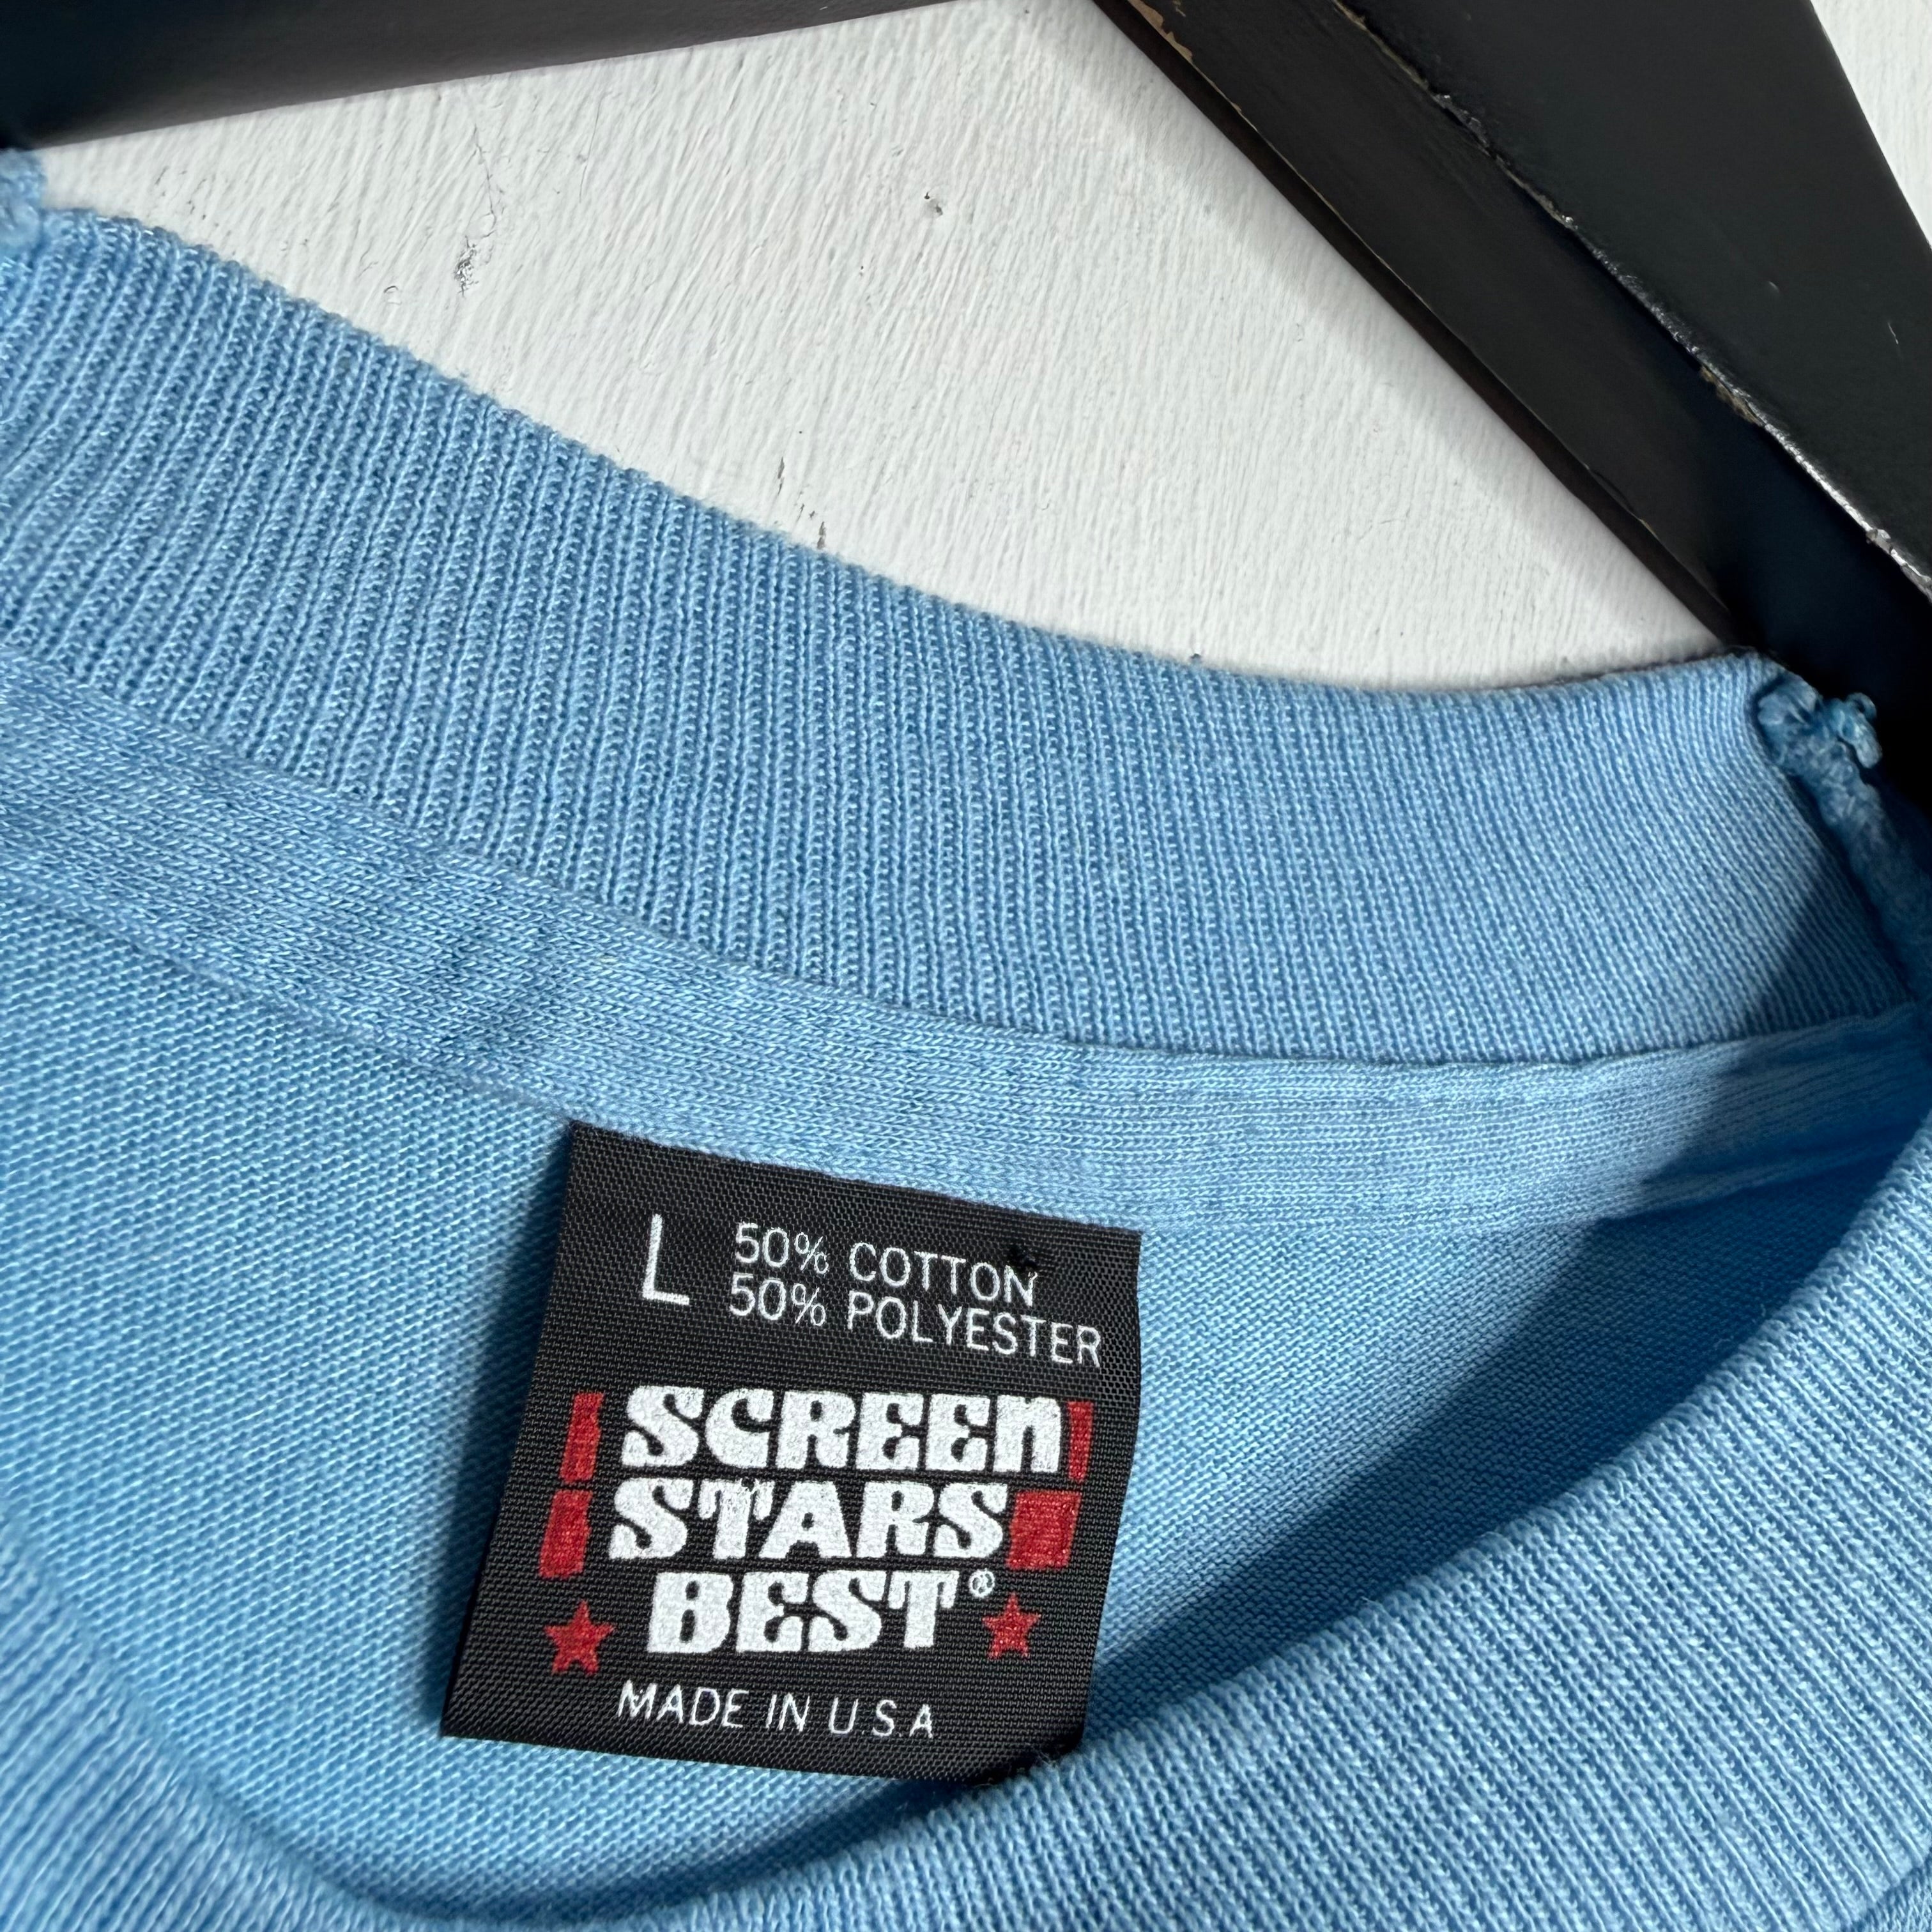 L
50% COTTON
50% POLYESTER
SCREEN
STARS
BEST®
MADE IN U S A